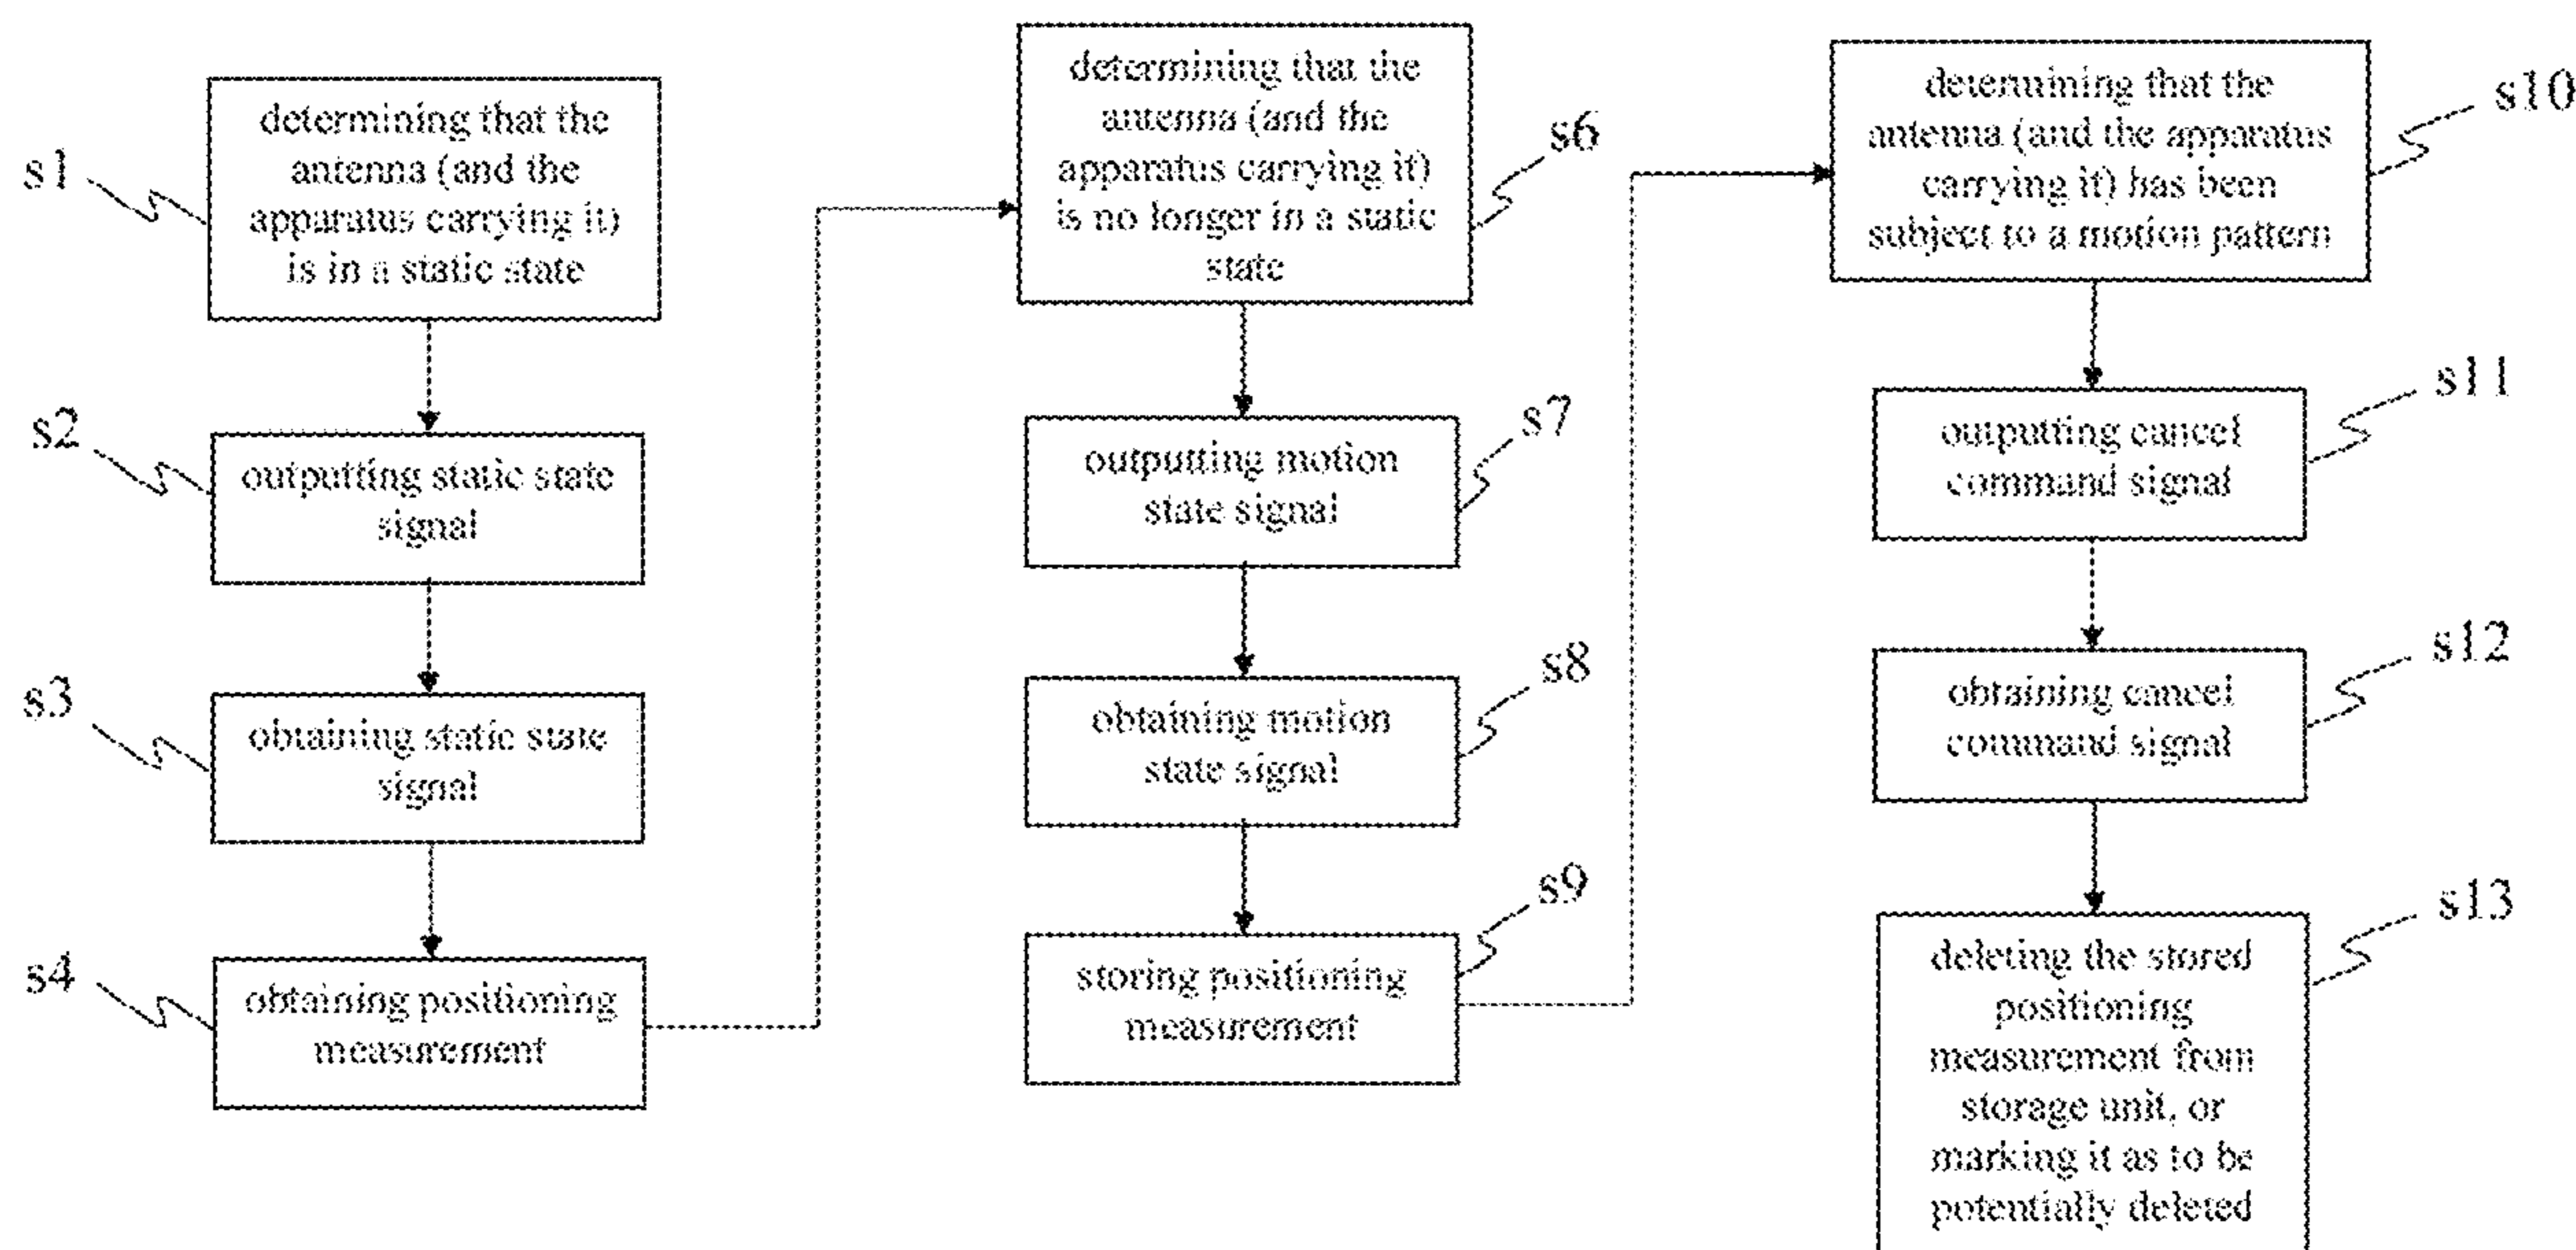 s1
determining that the
antenna (and the
apparatus carrying it)
is in a static state
s2
outputting static state
signal
s3
obtaining static state
signal
s4
obtaining positioning
measurement
s6
determining that the
antenna (and the
apparatus carrying it)
is no longer in a static
state
s7
outputting motion
state signal
s8
obtaining motion
state signal
s9
storing positioning
measurement
s10
determining that the
antenna (and the apparatus
carrying it) has been
subject to a motion pattern
s11
outputting cancel
command signal
s12
obtaining cancel
command signal
s13
deleting the stored
positioning
measurement from
storage unit, or
marking it as to be
potentially deleted